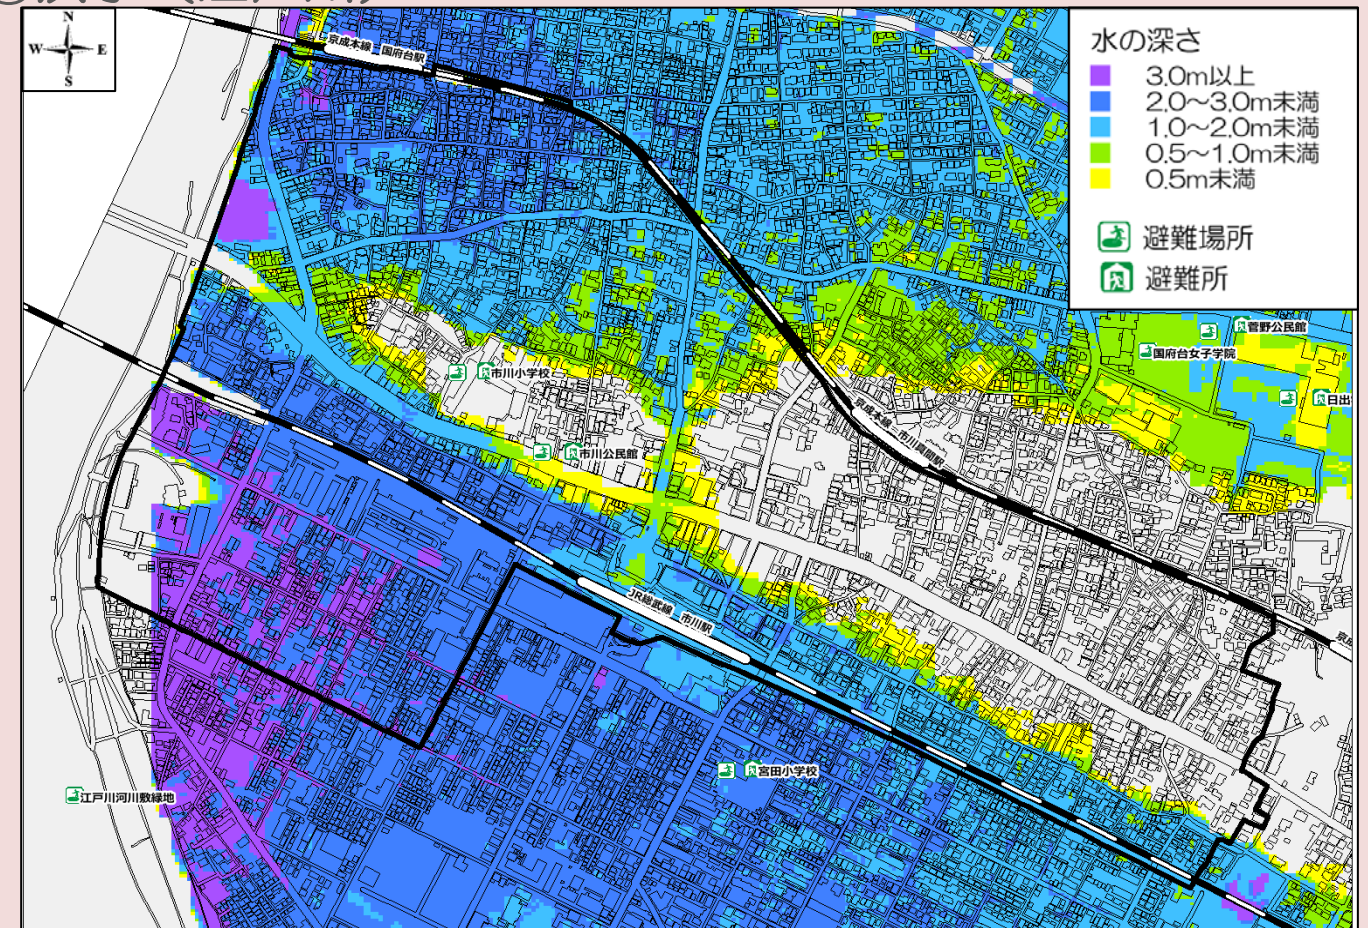 N
W E
S
京成本線 国府台駅
水の深さ
3.0m以上
2.0~3.0m未満
1.0~2.0m未満
0.5~1.0m未満
0.5m未満
避難場所
避難所
菅野公民館
国府台女子学院
市川小学校
日出
京成本線 市川真間駅
市川公民館
JR総武線 市川駅
京成
宮田小学校
江戸川河川敷緑地